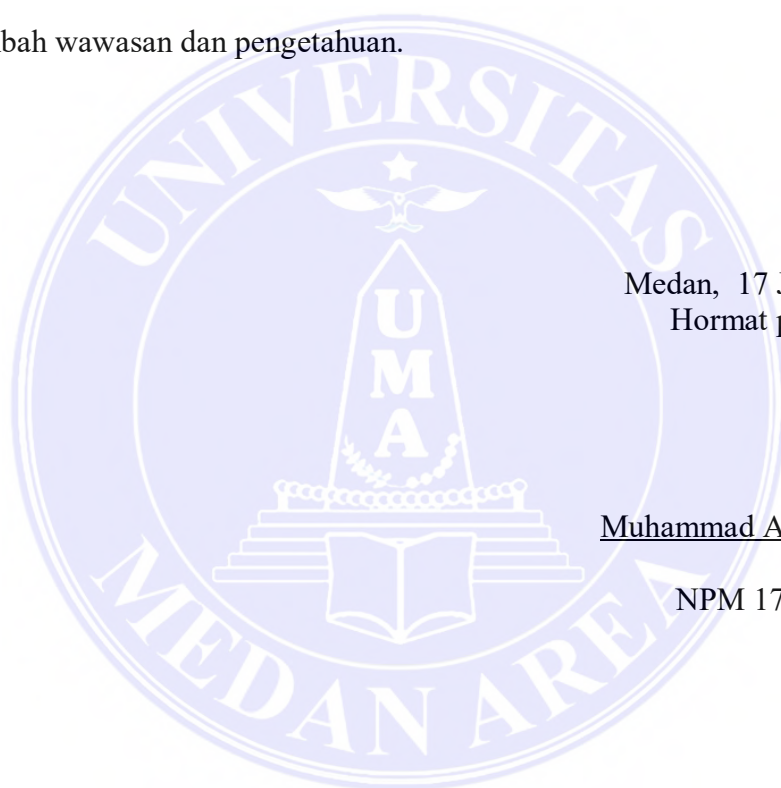 bah wawasan dan pengetahuan.
UNIVERSITAS
Medan, 17
Hormat
U
M
A
Muhammad
NPM 17
MEDAN AREA